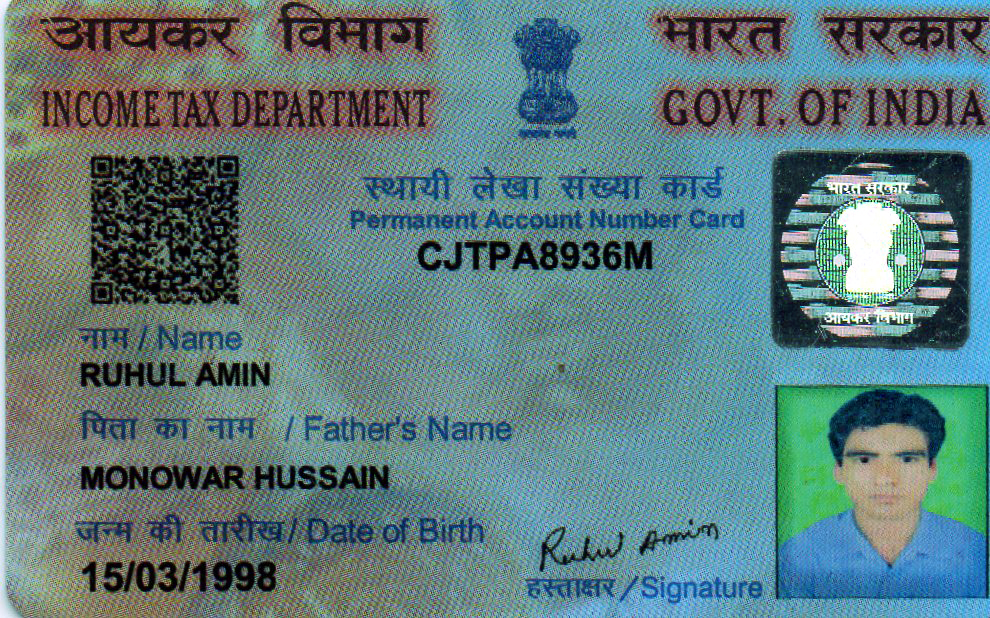 आयकर विभाग
INCOME TAX DEPARTMENT
भारत सरकार
GOVT. OF INDIA
स्थायी लेखा संख्या कार्ड
Permanent Account Number Card
CJTPA8936M
भारत सरकार
आयकर विभाग
नाम / Name
RUHUL AMIN
पिता का नाम / Father's Name
MONOWAR HUSSAIN
जन्म की तारीख / Date of Birth
15/03/1998
Ruhul Amin
हस्ताक्षर / Signature